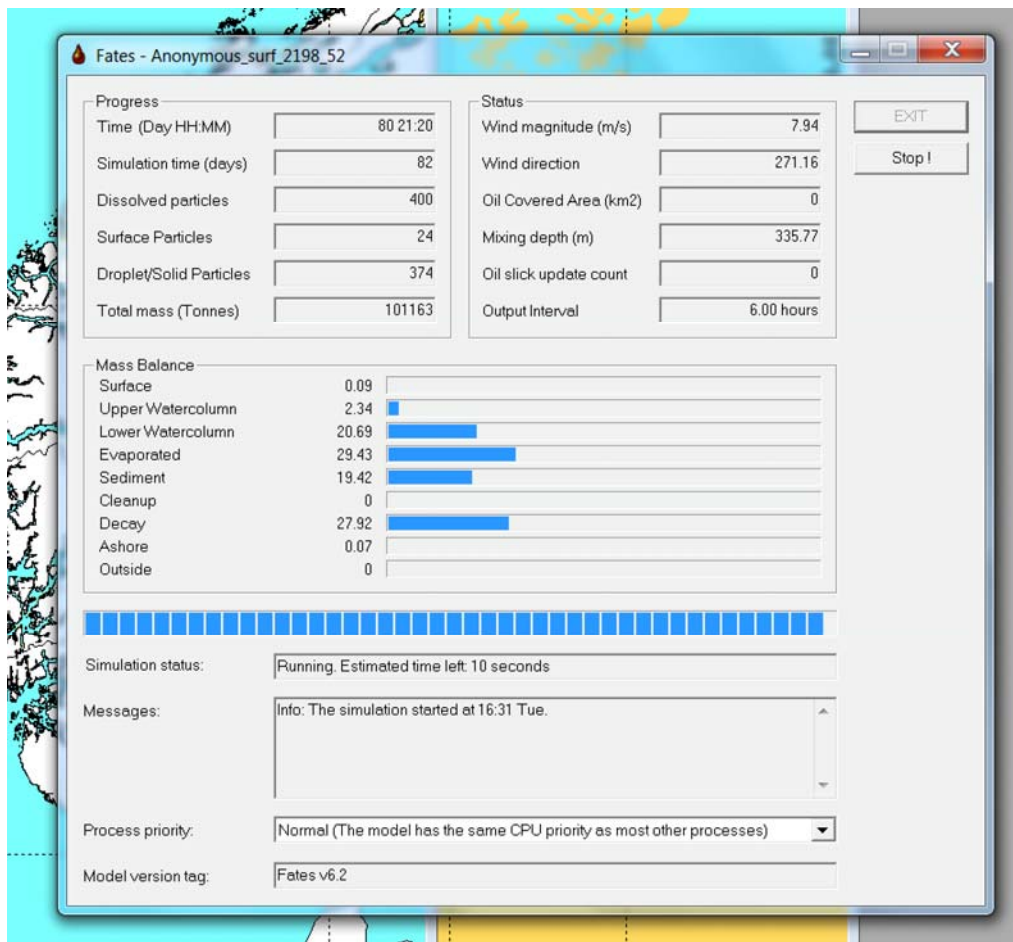 Fates - Anonymous_surf_2198_52
Progress
Time (Day HH:MM) 80 21:20
Simulation time (days) 82
Dissolved particles 400
Surface Particles 24
Droplet/Solid Particles 374
Total mass (Tonnes) 101163
Status
Wind magnitude (m/s) 7.94
Wind direction 271.16
Oil Covered Area (km2) 0
Mixing depth (m) 335.77
Oil slick update count 0
Output Interval 6.00 hours
EXIT
Stop !
Mass Balance
Surface 0.09
Upper Watercolumn 2.34
Lower Watercolumn 20.69
Evaporated 29.43
Sediment 19.42
Cleanup 0
Decay 27.92
Ashore 0.07
Outside 0
Simulation status: Running. Estimated time left: 10 seconds
Messages: Info: The simulation started at 16:31 Tue.
Process priority: Normal (The model has the same CPU priority as most other processes)
Model version tag: Fates v6.2